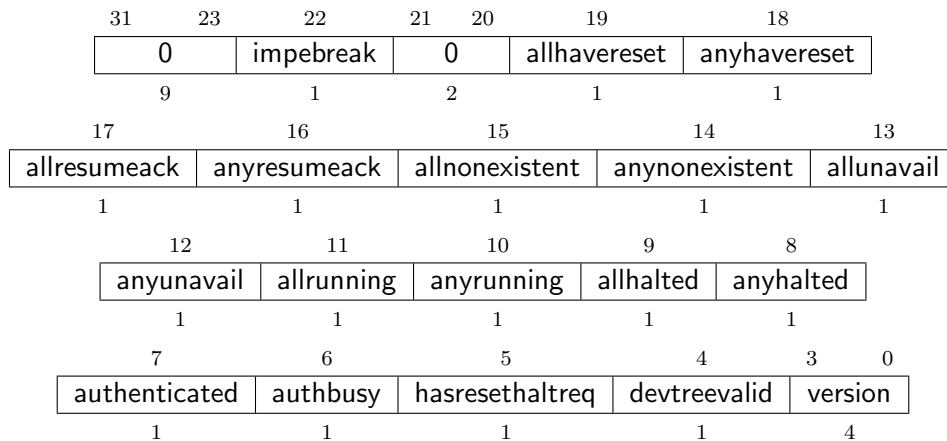 31 23 22 21 20 19 18
0 impebreak 0 allhavereset anyhavereset
9 1 2 1 1
17 16 15 14 13
allresumeack anyresumeack allnonexistent anynonexistent allunavail
1 1 1 1 1
12 11 10 9 8
anyunavail allrunning anyrunning allhalted anyhalted
1 1 1 1 1
7 6 5 4 3 0
authenticated authbusy hasresethaltreq devtreevalid version
1 1 1 1 4